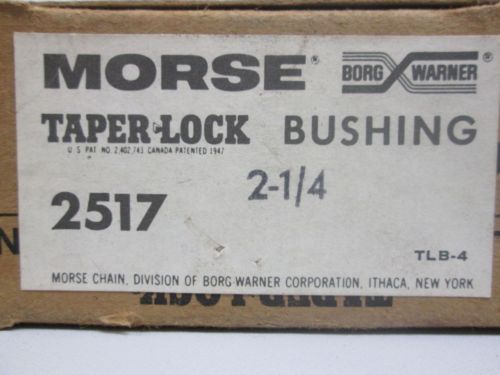 MORSE® BORG WARNER
TAPER-LOCK BUSHING
U S PAT NO 2,402,743 CANADA PATENTED 1947
2-1/4
2517
TLB-4
MORSE CHAIN, DIVISION OF BORG-WARNER CORPORATION, ITHACA, NEW YORK